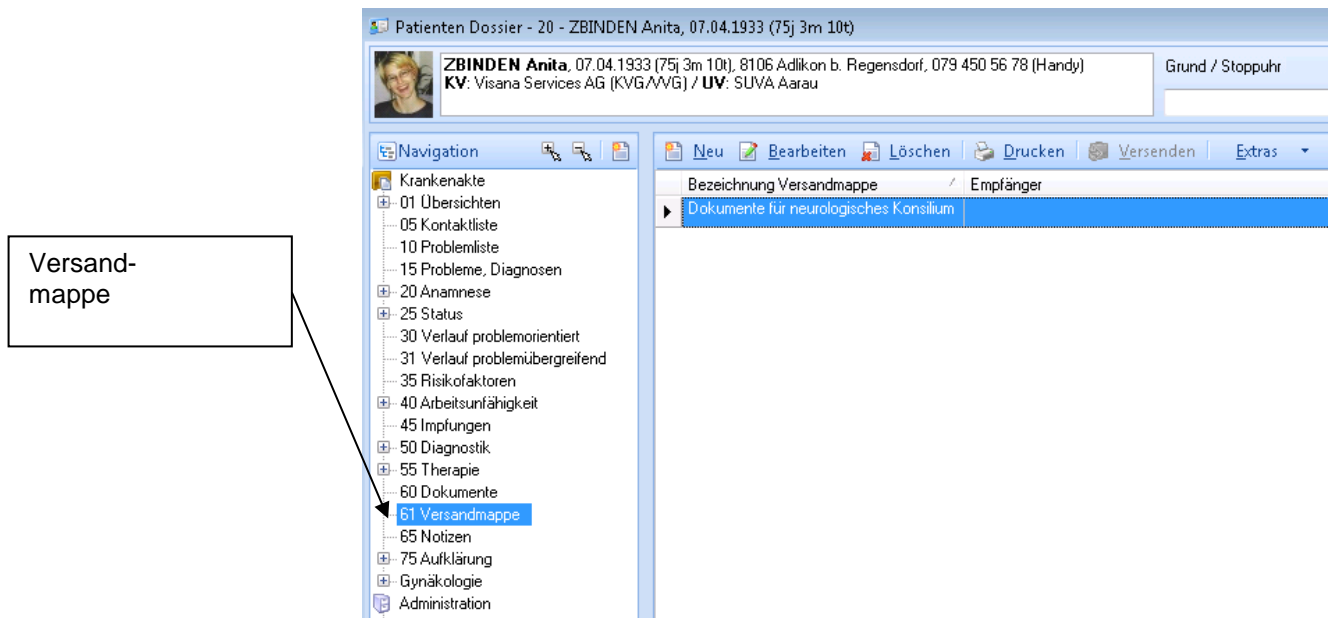 Patienten Dossier - 20 - ZBINDEN Anita, 07.04.1933 (75j 3m 10t)
ZBINDEN Anita, 07.04.1933 (75j 3m 10t), 8106 Adlikon b. Regensdorf, 079 450 56 78 (Handy)
KV: Visana Services AG (KVG/VVG) / UV: SUVA Aarau
Grund / Stoppuhr
Navigation
Neu Bearbeiten Löschen Drucken Versenden Extras
Bezeichnung Versandmappe Empfänger
Dokumente für neurologisches Konsilium
Krankenakte
01 Übersichten
05 Kontaktliste
10 Problemliste
15 Probleme, Diagnosen
20 Anamnese
25 Status
30 Verlauf problemorientiert
31 Verlauf problemübergreifend
35 Risikofaktoren
40 Arbeitsunfähigkeit
45 Impfungen
50 Diagnostik
55 Therapie
60 Dokumente
61 Versandmappe
65 Notizen
75 Aufklärung
Gynäkologie
Administration
Versand-
mappe